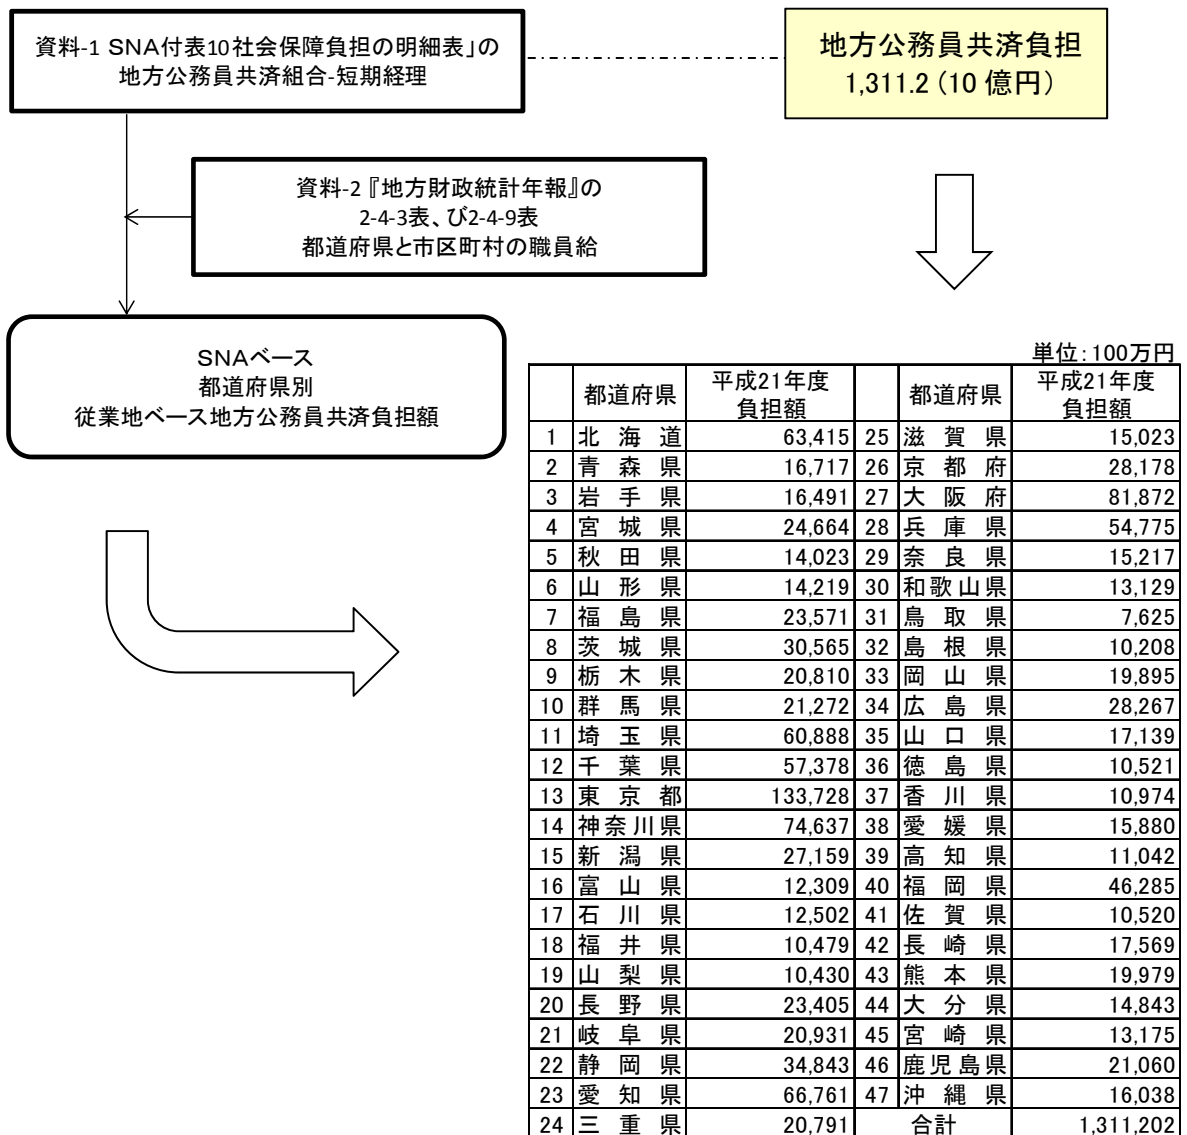 資料-1 SNA付表10社会保障負担の明細表」の
地方公務員共済組合-短期経理
地方公務員共済負担
1,311.2（10 億円）
資料-2『地方財政統計年報』の
2-4-3表、び2-4-9表
都道府県と市区町村の職員給
SNAベース
都道府県別
従業地ベース地方公務員共済負担額
単位：100万円
都道府県 平成21年度 都道府県 平成21年度
負担額 負担額
1 北海道 63,415 25 滋賀県 15,023
2 青森県 16,717 26 京都府 28,178
3 岩手県 16,491 27 大阪府 81,872
4 宮城県 24,664 28 兵庫県 54,775
5 秋田県 14,023 29 奈良県 15,217
6 山形県 14,219 30 和歌山県 13,129
7 福島県 23,571 31 鳥取県 7,625
8 茨城県 30,565 32 島根県 10,208
9 栃木県 20,810 33 岡山県 19,895
10 群馬県 21,272 34 広島県 28,267
11 埼玉県 60,888 35 山口県 17,139
12 千葉県 57,378 36 徳島県 10,521
13 東京都 133,728 37 香川県 10,974
14 神奈川県 74,637 38 愛媛県 15,880
15 新潟県 27,159 39 高知県 11,042
16 富山県 12,309 40 福岡県 46,285
17 石川県 12,502 41 佐賀県 10,520
18 福井県 10,479 42 長崎県 17,569
19 山梨県 10,430 43 熊本県 19,979
20 長野県 23,405 44 大分県 14,843
21 岐阜県 20,931 45 宮崎県 13,175
22 静岡県 34,843 46 鹿児島県 21,060
23 愛知県 66,761 47 沖縄県 16,038
24 三重県 20,791 合計 1,311,202